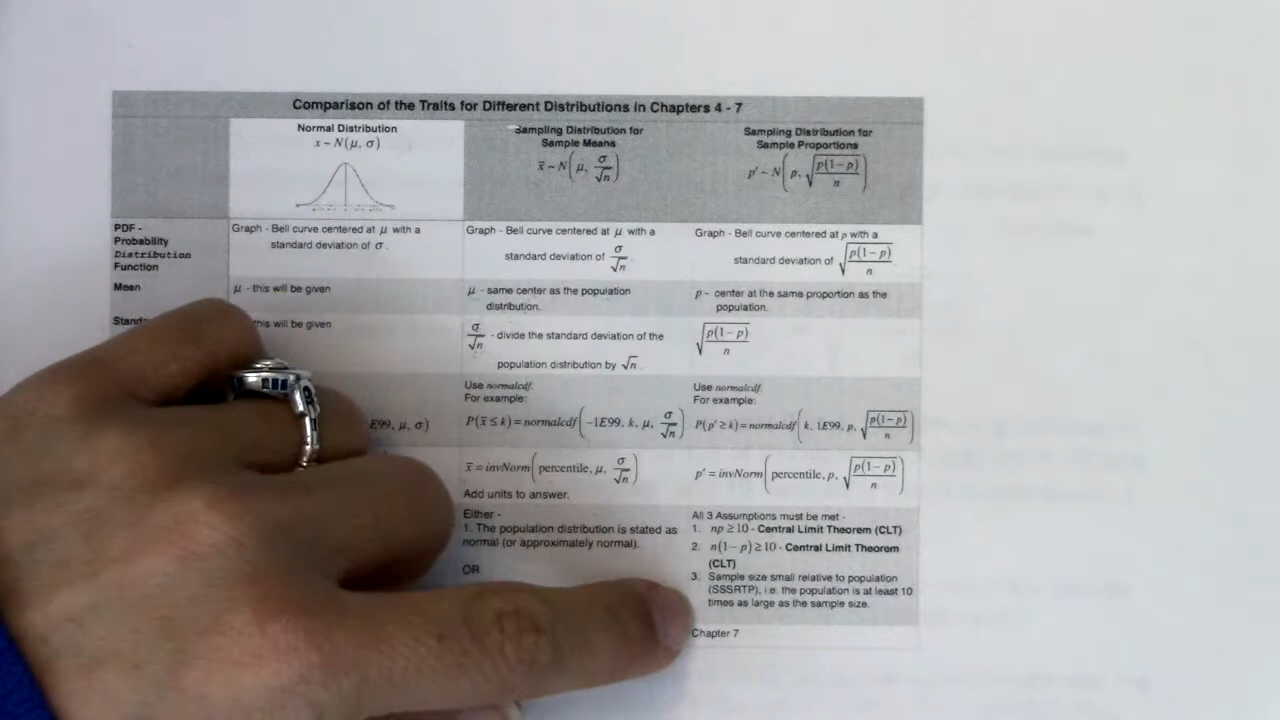 Comparison of the Traits for Different Distributions in Chapters 4 - 7
Normal Distribution
x ~ N(μ, σ)
Sampling Distribution for
Sample Means
x̄ ~ N(μ, σ/√n)
Sampling Distribution for
Sample Proportions
p′ ~ N(p, √(p(1−p)/n))
PDF -
Probability
Distribution
Function
Graph - Bell curve centered at μ with a
standard deviation of σ.
Graph - Bell curve centered at μ with a
standard deviation of σ/√n.
Graph - Bell curve centered at p with a
standard deviation of √(p(1−p)/n).
Mean
μ - this will be given
μ - same center as the population
distribution.
p - center at the same proportion as the
population.
this will be given
σ/√n - divide the standard deviation of the
population distribution by √n.
√(p(1−p)/n)
E99, μ, σ)
Use normalcdf.
For example:
P(x̄ ≤ k) = normalcdf(−1E99, k, μ, σ/√n)
Use normalcdf.
For example:
P(p′ ≥ k) = normalcdf(k, 1E99, p, √(p(1−p)/n))
x̄ = invNorm(percentile, μ, σ/√n)
Add units to answer.
p′ = invNorm(percentile, p, √(p(1−p)/n))
Either -
1. The population distribution is stated as
normal (or approximately normal).
OR
All 3 Assumptions must be met -
1. np ≥ 10 - Central Limit Theorem (CLT)
2. n(1−p) ≥ 10 - Central Limit Theorem
(CLT)
3. Sample size small relative to population
(SSSRTP), i.e. the population is at least 10
times as large as the sample size.
Chapter 7